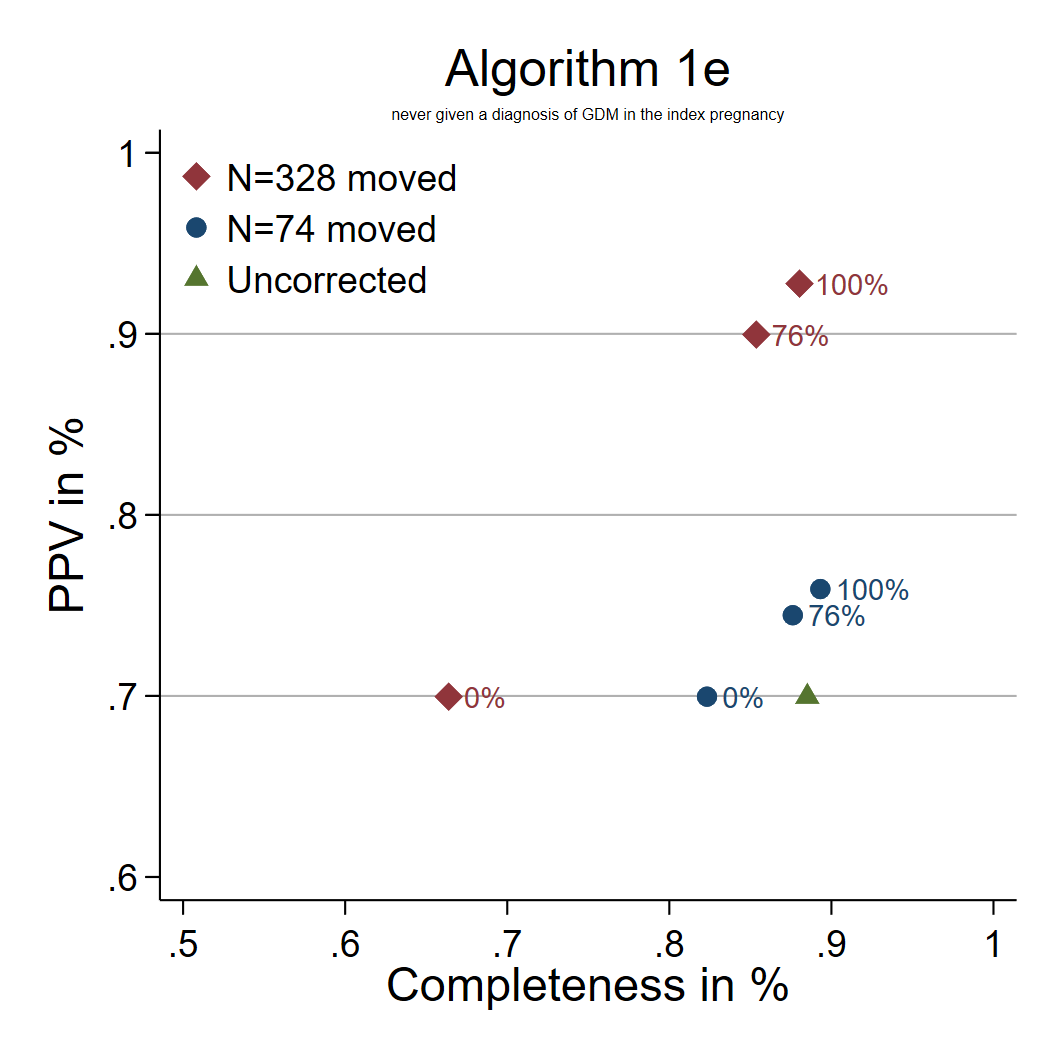 Algorithm 1e
never given a diagnosis of GDM in the index pregnancy
N=328 moved
N=74 moved
Uncorrected
PPV in %
1
.9
.8
.7
.6
100%
76%
100%
76%
0%
0%
.5
.6
.7
.8
.9
1
Completeness in %